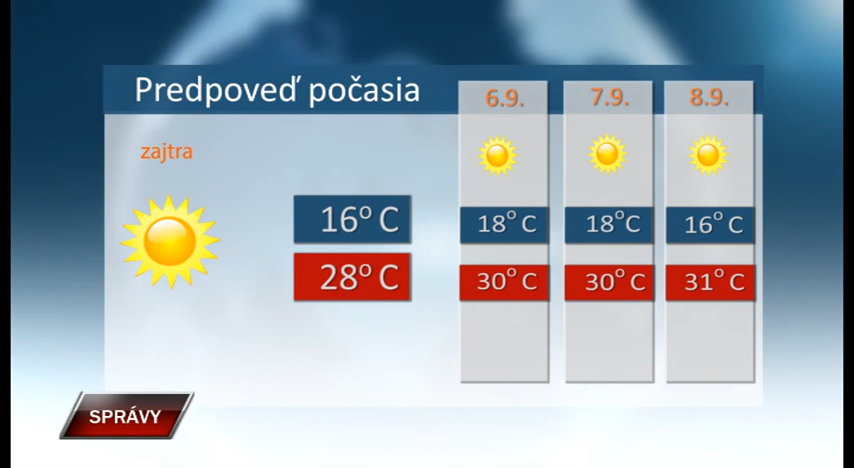 Predpoveď počasia
zajtra
16° C
28° C
6.9.
18° C
30° C
7.9.
18°C
30° C
8.9.
16° C
31° C
SPRÁVY